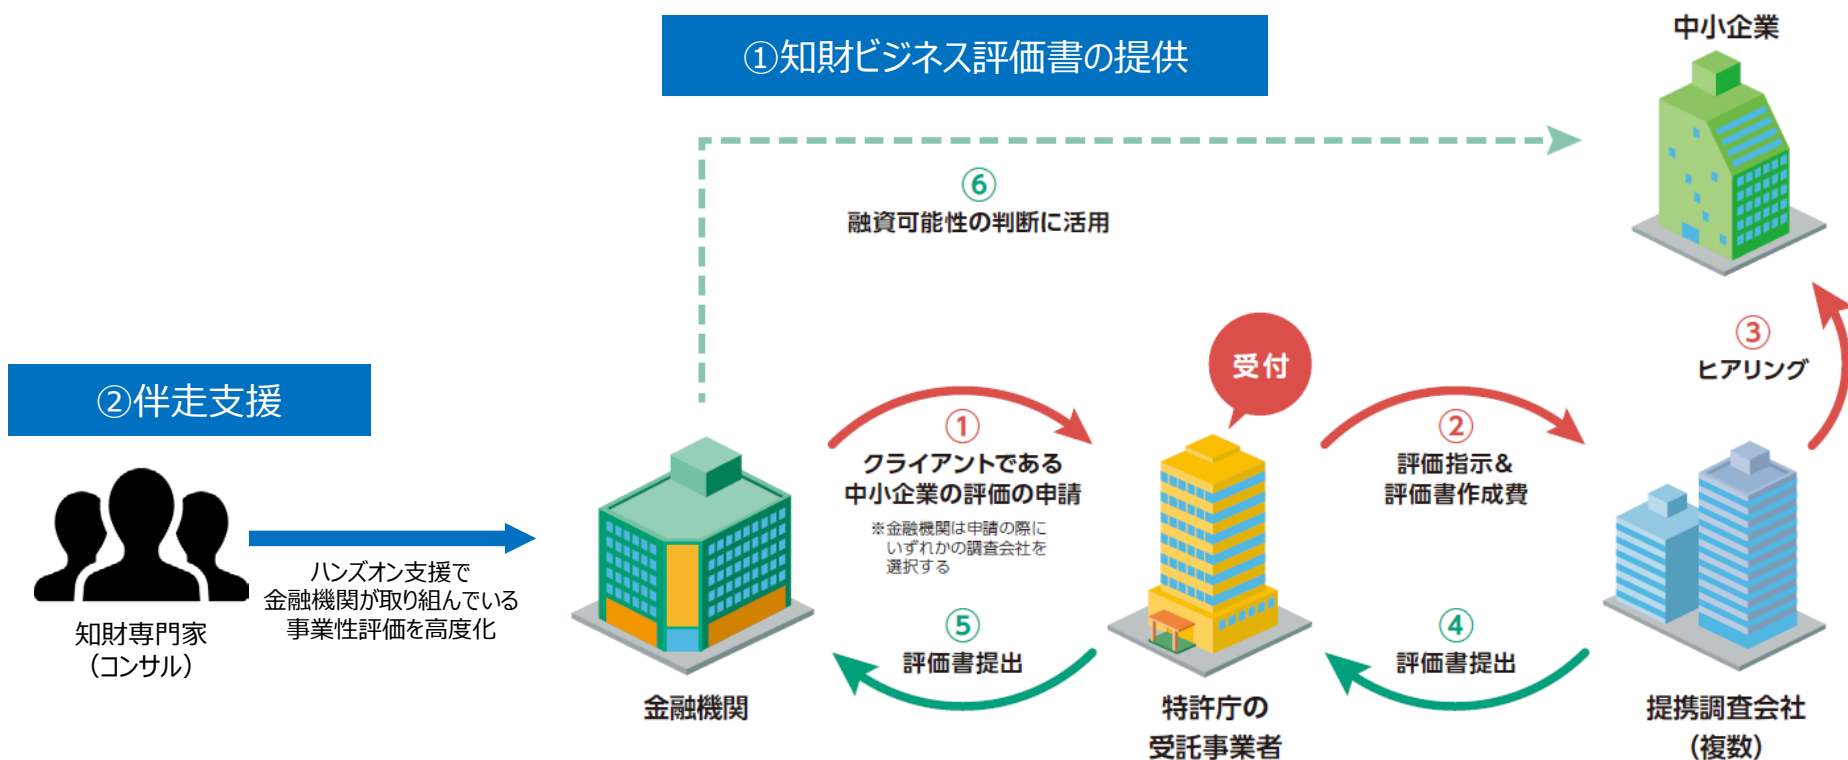 ①知財ビジネス評価書の提供
中小企業
⑥
融資可能性の判断に活用
受付
③
ヒアリング
②伴走支援
①
クライアントである
中小企業の評価の申請
※金融機関は申請の際に
いずれかの調査会社を
選択する
②
評価指示&
評価書作成費
ハンズオン支援で
金融機関が取り組んでいる
事業性評価を高度化
知財専門家
（コンサル）
⑤
評価書提出
④
評価書提出
金融機関
特許庁の
受託事業者
提携調査会社
（複数）